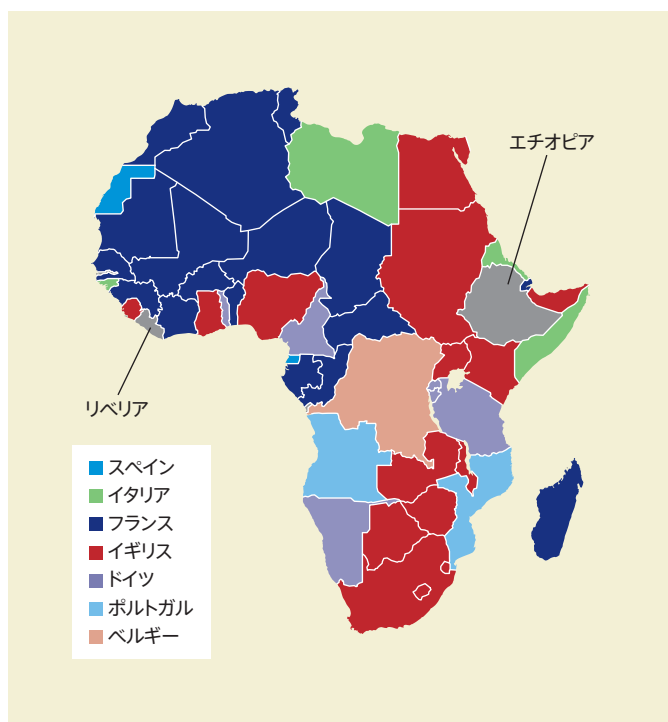 エチオピア
リベリア
スペイン
イタリア
フランス
イギリス
ドイツ
ポルトガル
ベルギー